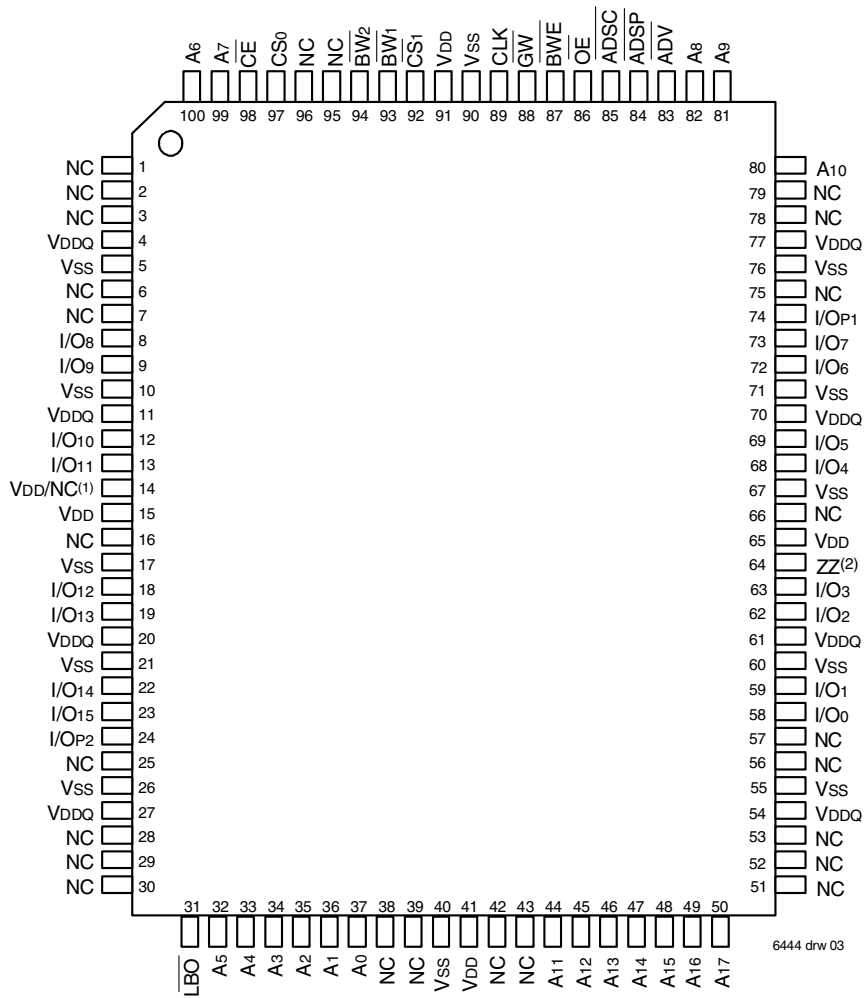 A6 A7 CE CS0 NC NC BW2 BW1 CS1 VDD VSS CLK GW BWE OE ADSC ADSP ADV A8 A9
100 99 98 97 96 95 94 93 92 91 90 89 88 87 86 85 84 83 82 81
NC 1
NC 2
NC 3
VDDQ 4
VSS 5
NC 6
NC 7
I/O8 8
I/O9 9
VSS 10
VDDQ 11
I/O10 12
I/O11 13
VDD/NC(1) 14
VDD 15
NC 16
VSS 17
I/O12 18
I/O13 19
VDDQ 20
VSS 21
I/O14 22
I/O15 23
I/OP2 24
NC 25
VSS 26
VDDQ 27
NC 28
NC 29
NC 30
80 A10
79 NC
78 NC
77 VDDQ
76 VSS
75 NC
74 I/OP1
73 I/O7
72 I/O6
71 VSS
70 VDDQ
69 I/O5
68 I/O4
67 VSS
66 NC
65 VDD
64 ZZ(2)
63 I/O3
62 I/O2
61 VDDQ
60 VSS
59 I/O1
58 I/O0
57 NC
56 NC
55 VSS
54 VDDQ
53 NC
52 NC
51 NC
31 32 33 34 35 36 37 38 39 40 41 42 43 44 45 46 47 48 49 50
LBO A5 A4 A3 A2 A1 A0 NC NC VSS VDD NC NC A11 A12 A13 A14 A15 A16 A17
6444 drw 03